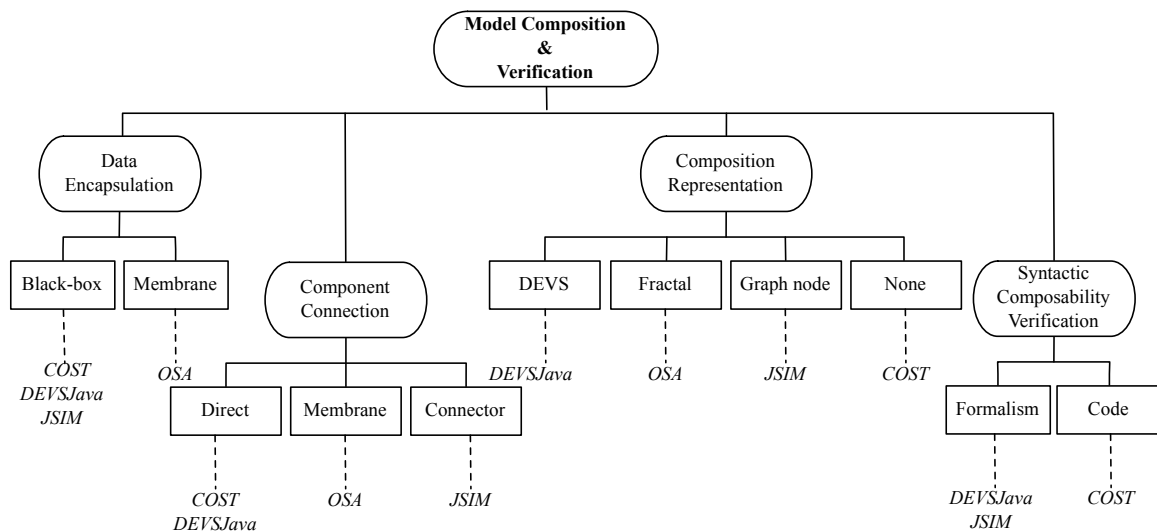 Model Composition
&
Verification
Data
Encapsulation
Composition
Representation
Black-box
Membrane
Component
Connection
DEVS
Fractal
Graph node
None
Syntactic
Composability
Verification
COST
DEVSJava
JSIM
OSA
DEVSJava
OSA
JSIM
COST
Direct
Membrane
Connector
Formalism
Code
COST
DEVSJava
OSA
JSIM
DEVSJava
JSIM
COST